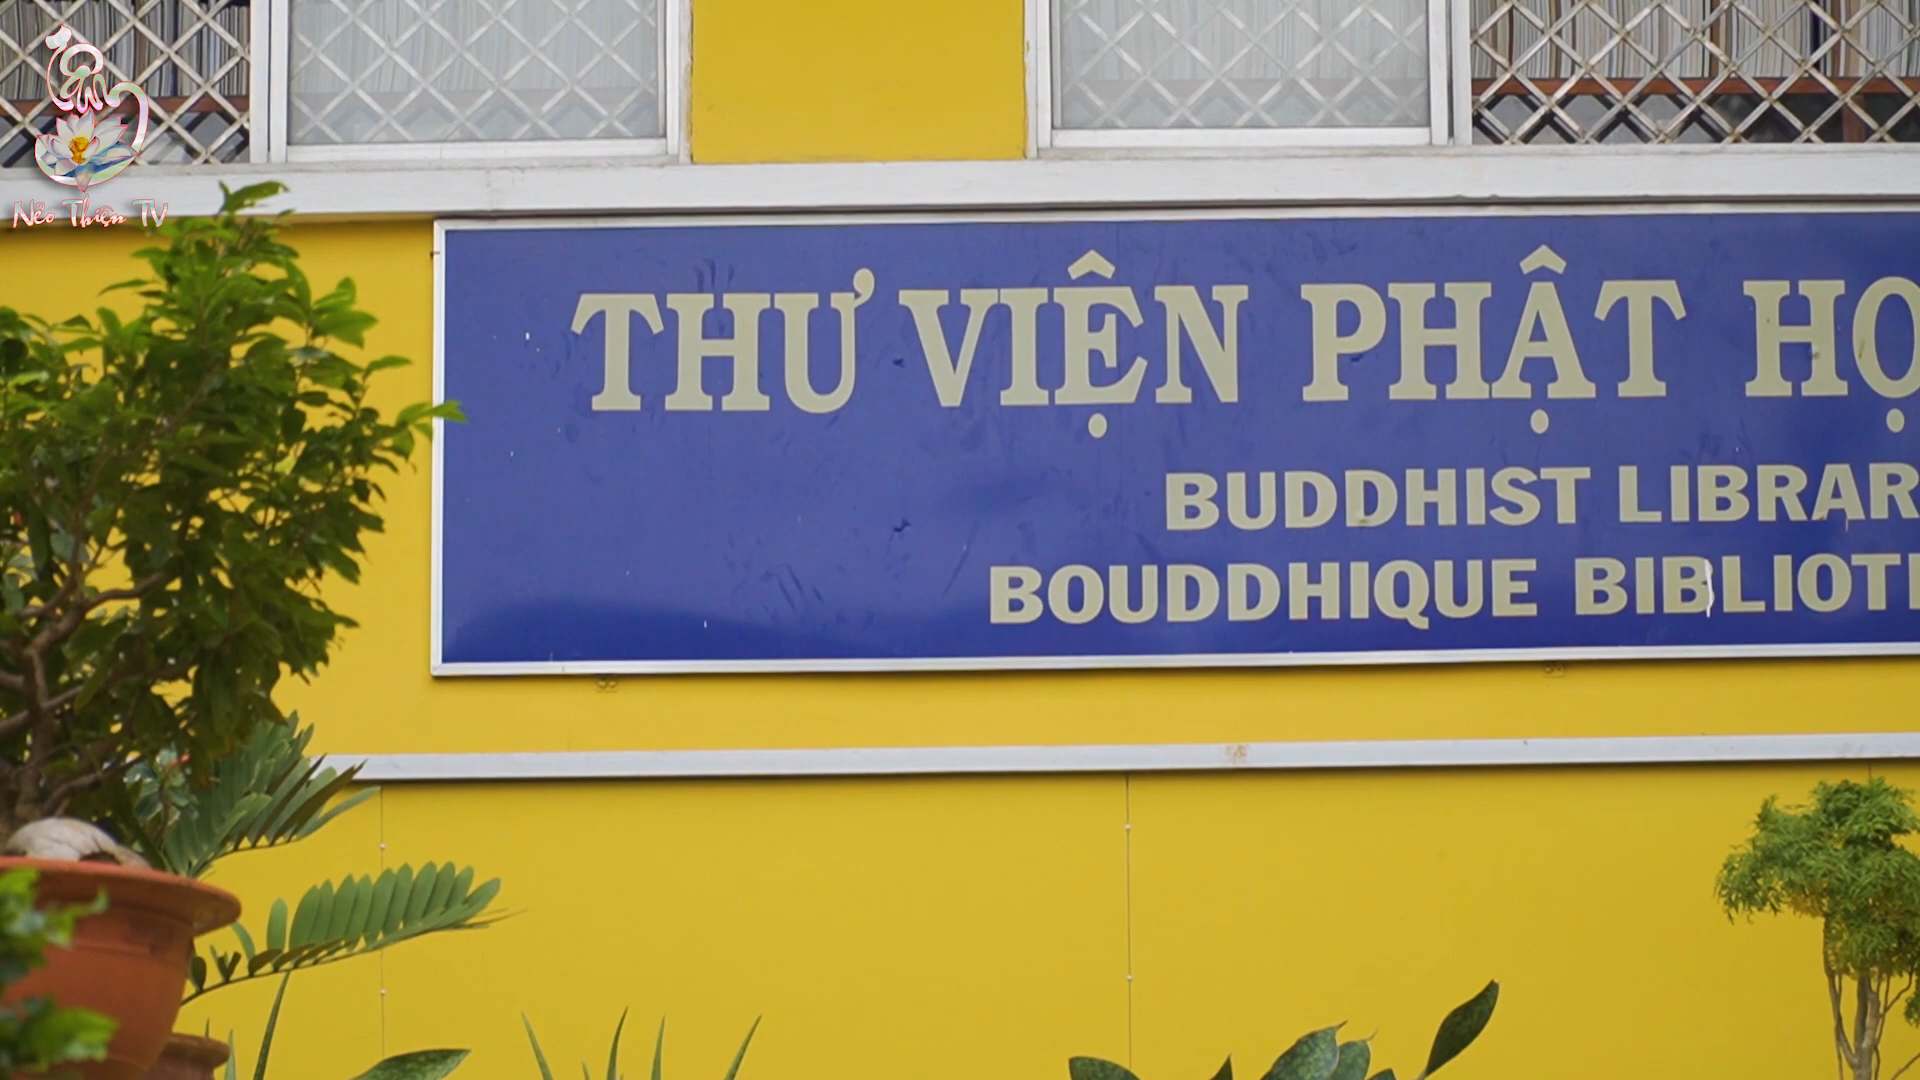 Nẻo Thiện TV
THƯ VIỆN PHẬT HỌ
BUDDHIST LIBRAR
BOUDDHIQUE BIBLIOT